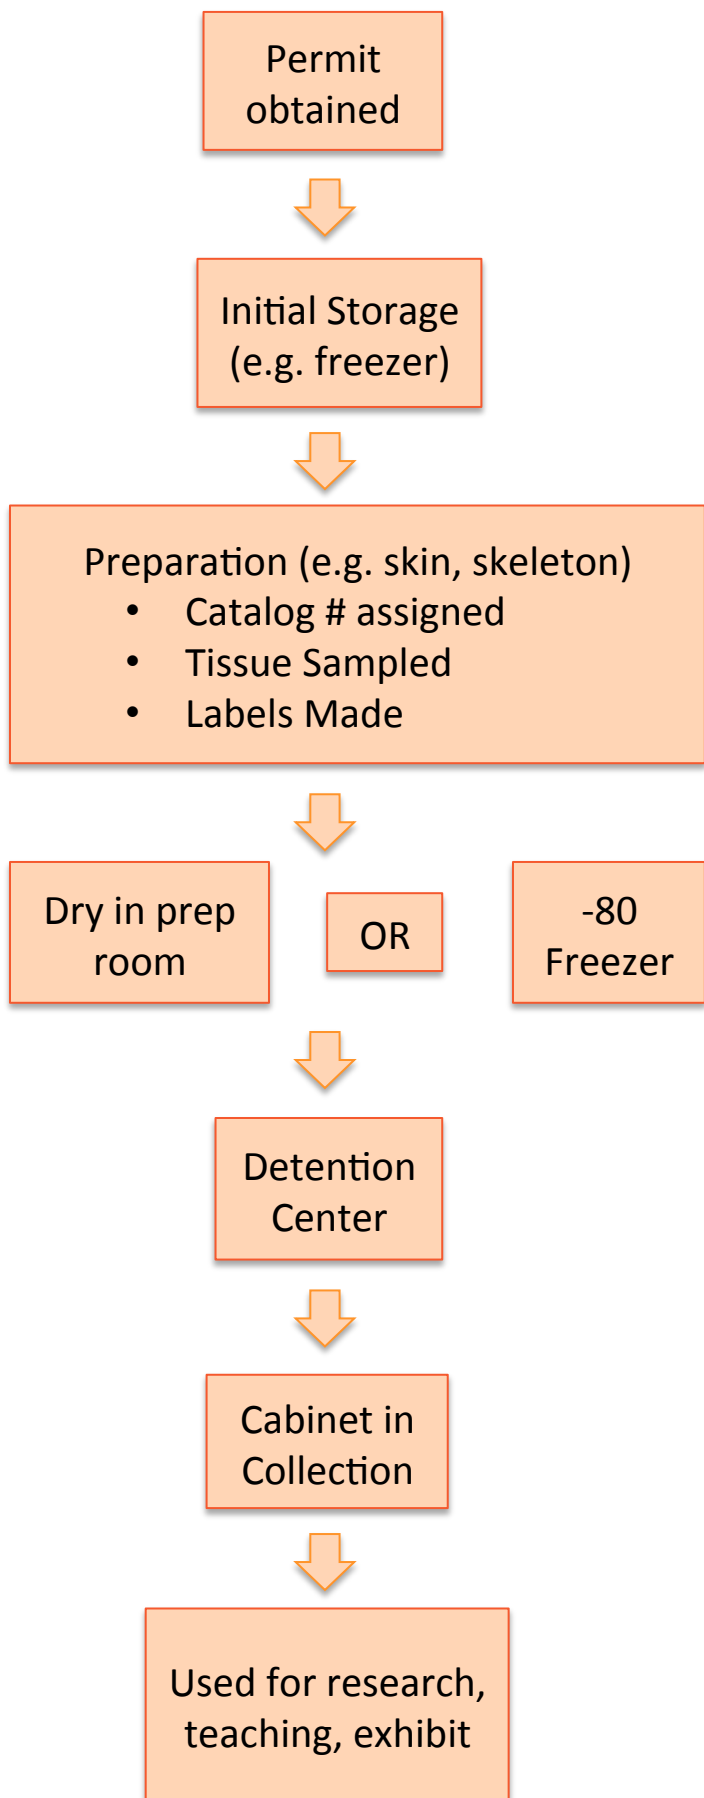 Permit
obtained
Initial Storage
(e.g. freezer)
Preparation (e.g. skin, skeleton)
• Catalog # assigned
• Tissue Sampled
• Labels Made
Dry in prep
room
OR
-80
Freezer
Detention
Center
Cabinet in
Collection
Used for research,
teaching, exhibit